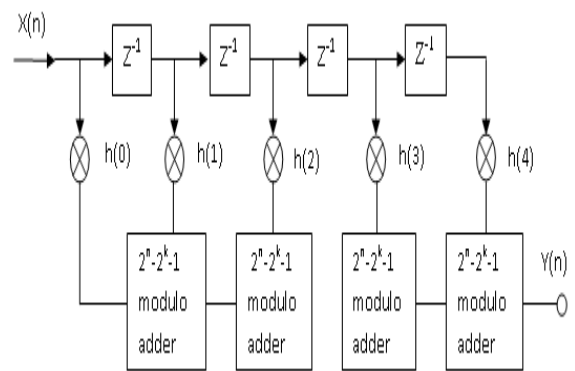 X(n)
Z⁻¹ Z⁻¹ Z⁻¹ Z⁻¹
h(0) h(1) h(2) h(3) h(4)
2ⁿ-2ᵏ-1 2ⁿ-2ᵏ-1 2ⁿ-2ᵏ-1 2ⁿ-2ᵏ-1 Y(n)
modulo modulo modulo modulo
adder adder adder adder